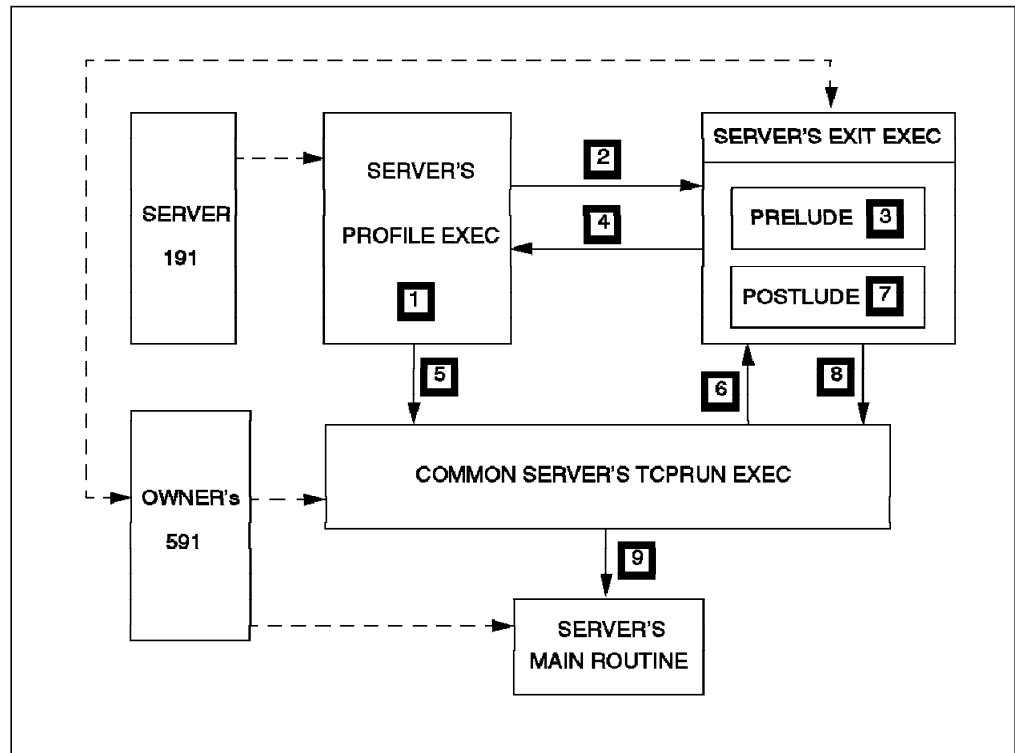 SERVER
191
SERVER'S
PROFILE EXEC
1
2
4
SERVER'S EXIT EXEC
PRELUDE 3
POSTLUDE 7
5
6
8
OWNER's
591
COMMON SERVER'S TCPRUN EXEC
9
SERVER'S
MAIN ROUTINE